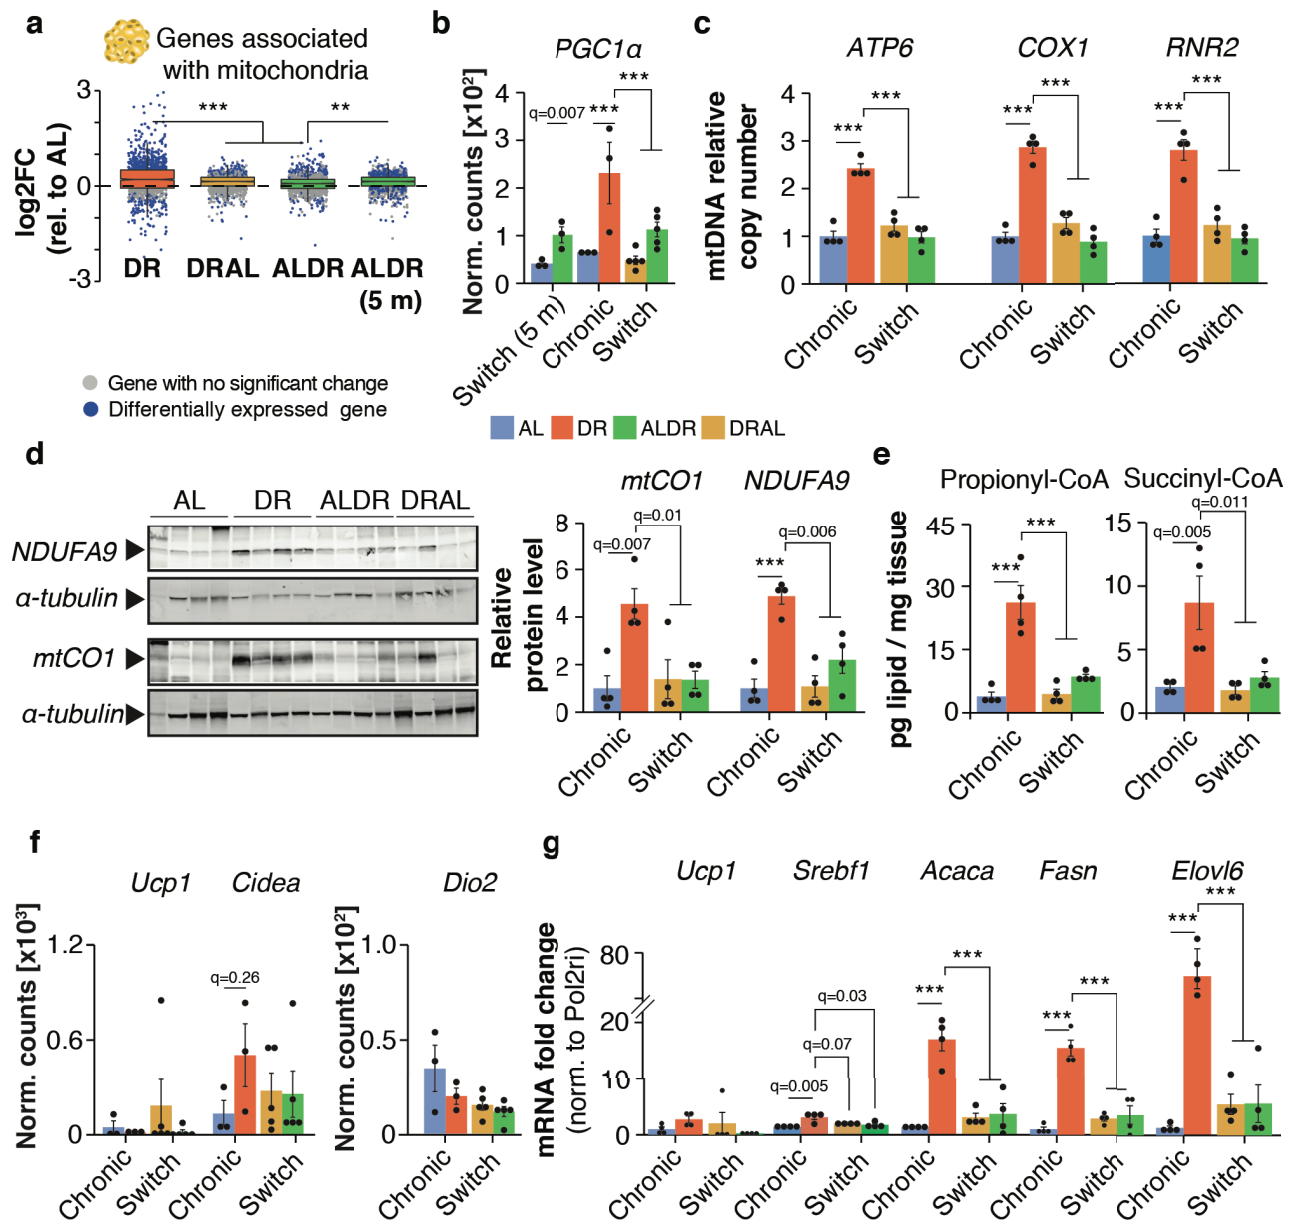 a
Genes associated
with mitochondria
log2FC
(rel. to AL)
3
0
-3
***
**
DR
DRAL
ALDR
ALDR
(5 m)
Gene with no significant change
Differentially expressed gene
b
PGC1α
Norm. counts [x10²]
4
3
2
1
0
q=0.007
***
***
Switch (5 m)
Chronic
Switch
c
ATP6
COX1
RNR2
mtDNA relative
copy number
4
3
2
1
0
***
***
***
***
***
***
Chronic
Switch
Chronic
Switch
Chronic
Switch
AL
DR
ALDR
DRAL
d
AL
DR
ALDR
DRAL
NDUFA9
α-tubulin
mtCO1
α-tubulin
mtCO1
NDUFA9
Relative
protein level
8
6
4
2
0
q=0.01
q=0.007
q=0.006
***
Chronic
Switch
Chronic
Switch
e
Propionyl-CoA
Succinyl-CoA
pg lipid / mg tissue
45
30
15
0
***
***
15
10
5
0
q=0.011
q=0.005
Chronic
Switch
Chronic
Switch
f
Ucp1
Cidea
Dio2
Norm. counts [x10³]
1.2
0.6
0
q=0.26
Chronic
Switch
Chronic
Switch
Norm. counts [x10²]
1.0
0.5
0
Chronic
Switch
g
Ucp1
Srebf1
Acaca
Fasn
Elovl6
mRNA fold change
(norm. to Pol2ri)
80
20
10
0
q=0.03
q=0.07
q=0.005
***
***
***
***
***
***
Chronic
Switch
Chronic
Switch
Chronic
Switch
Chronic
Switch
Chronic
Switch